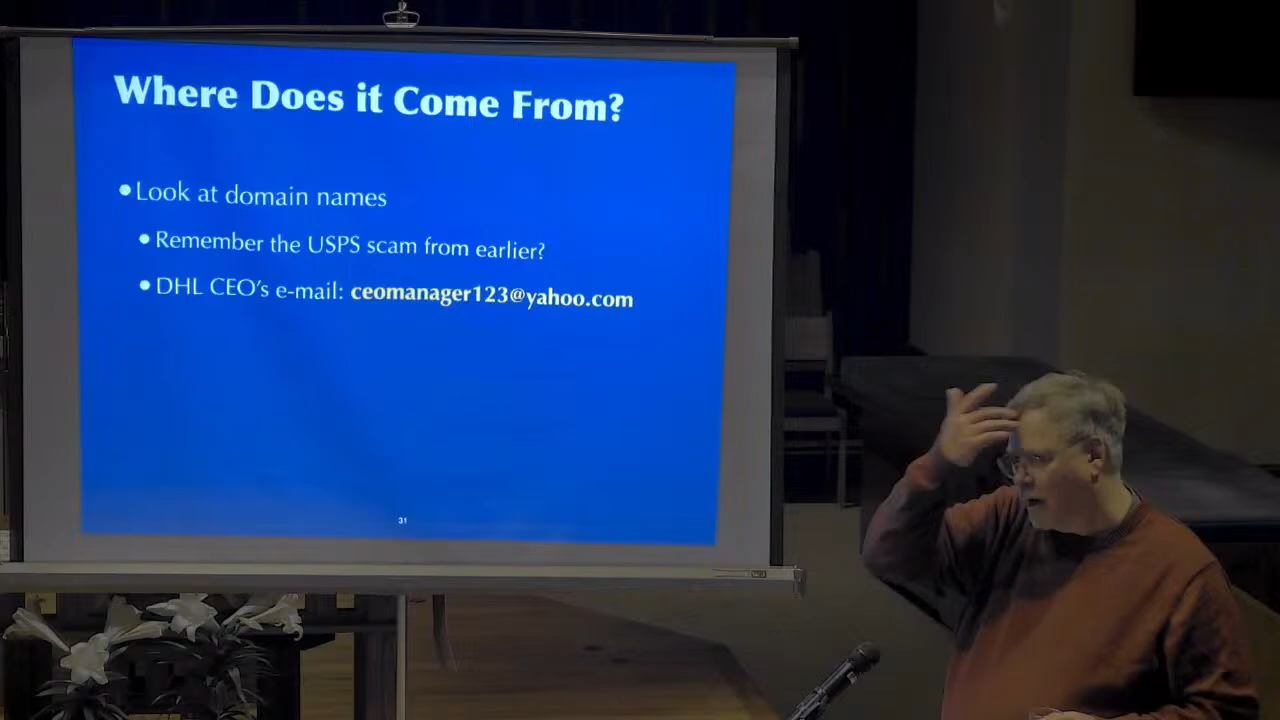 Where Does it Come From?
•Look at domain names
•Remember the USPS scam from earlier?
•DHL CEO’s e-mail: ceomanager123@yahoo.com
31